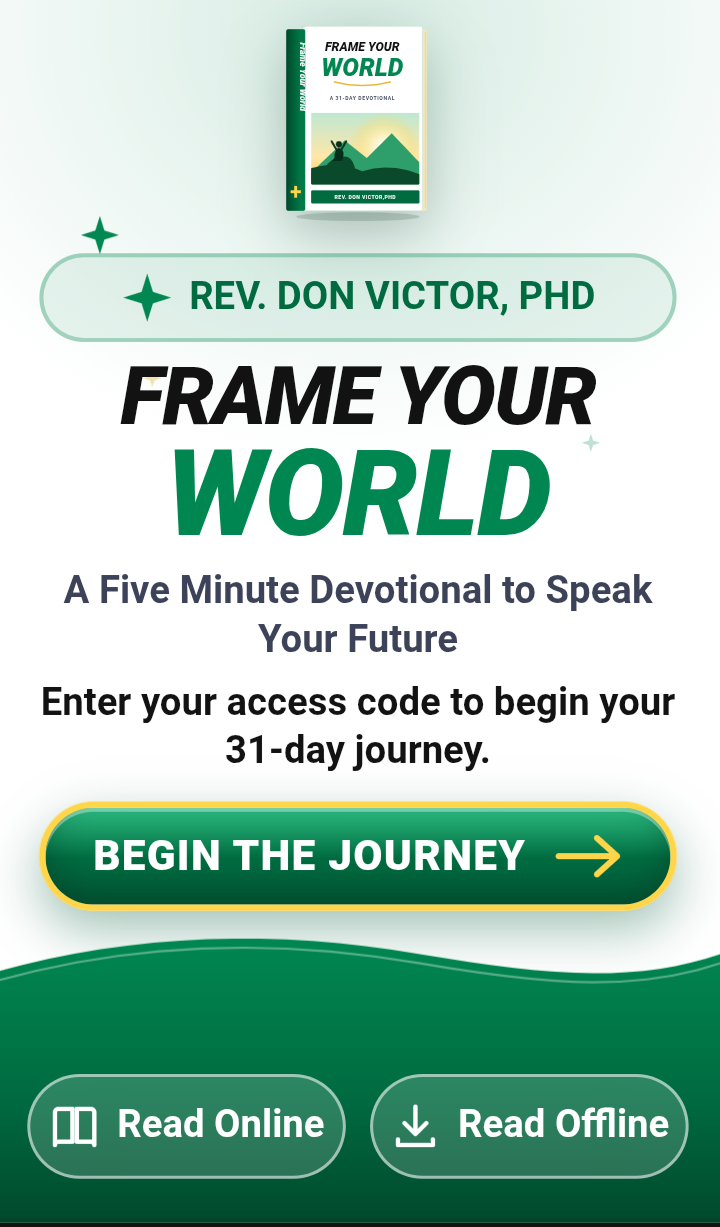 Frame Your World
FRAME YOUR
WORLD
A 31-DAY DEVOTIONAL
REV. DON VICTOR,PHD
REV. DON VICTOR, PHD
FRAME YOUR
WORLD
A Five Minute Devotional to Speak
Your Future
Enter your access code to begin your
31-day journey.
BEGIN THE JOURNEY
Read Online
Read Offline